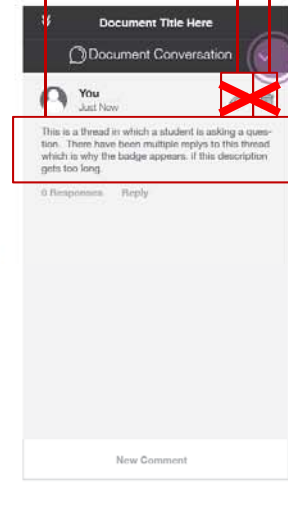 Document Title Here
Document Conversation
You
Just Now
This is a thread in which a student is asking a ques-
tion. There have been multiple replys to this thread
which is why the badge appears. if this description
gets too long.
0 Responses Reply
New Comment